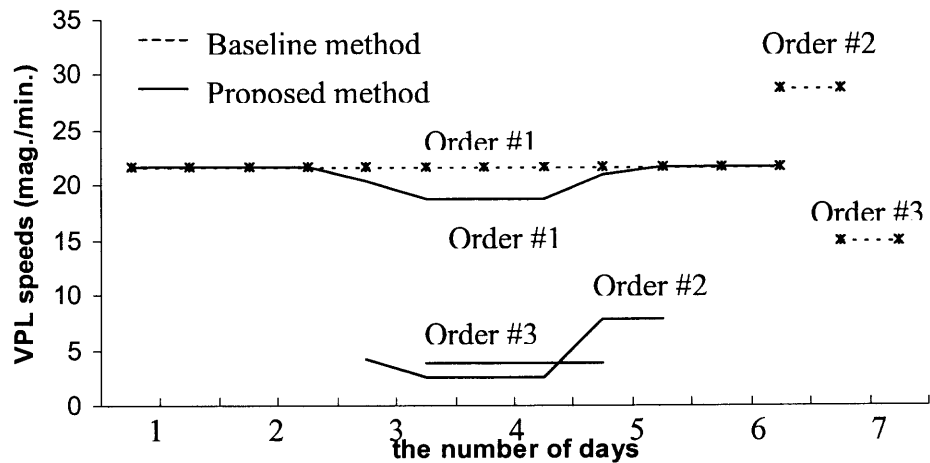 35
30
25
20
15
10
5
0
VPL speeds (mag./min.)
Baseline method
Proposed method
Order #2
Order #1
Order #3
Order #1
Order #2
Order #3
1 2 3 4 5 6 7
the number of days